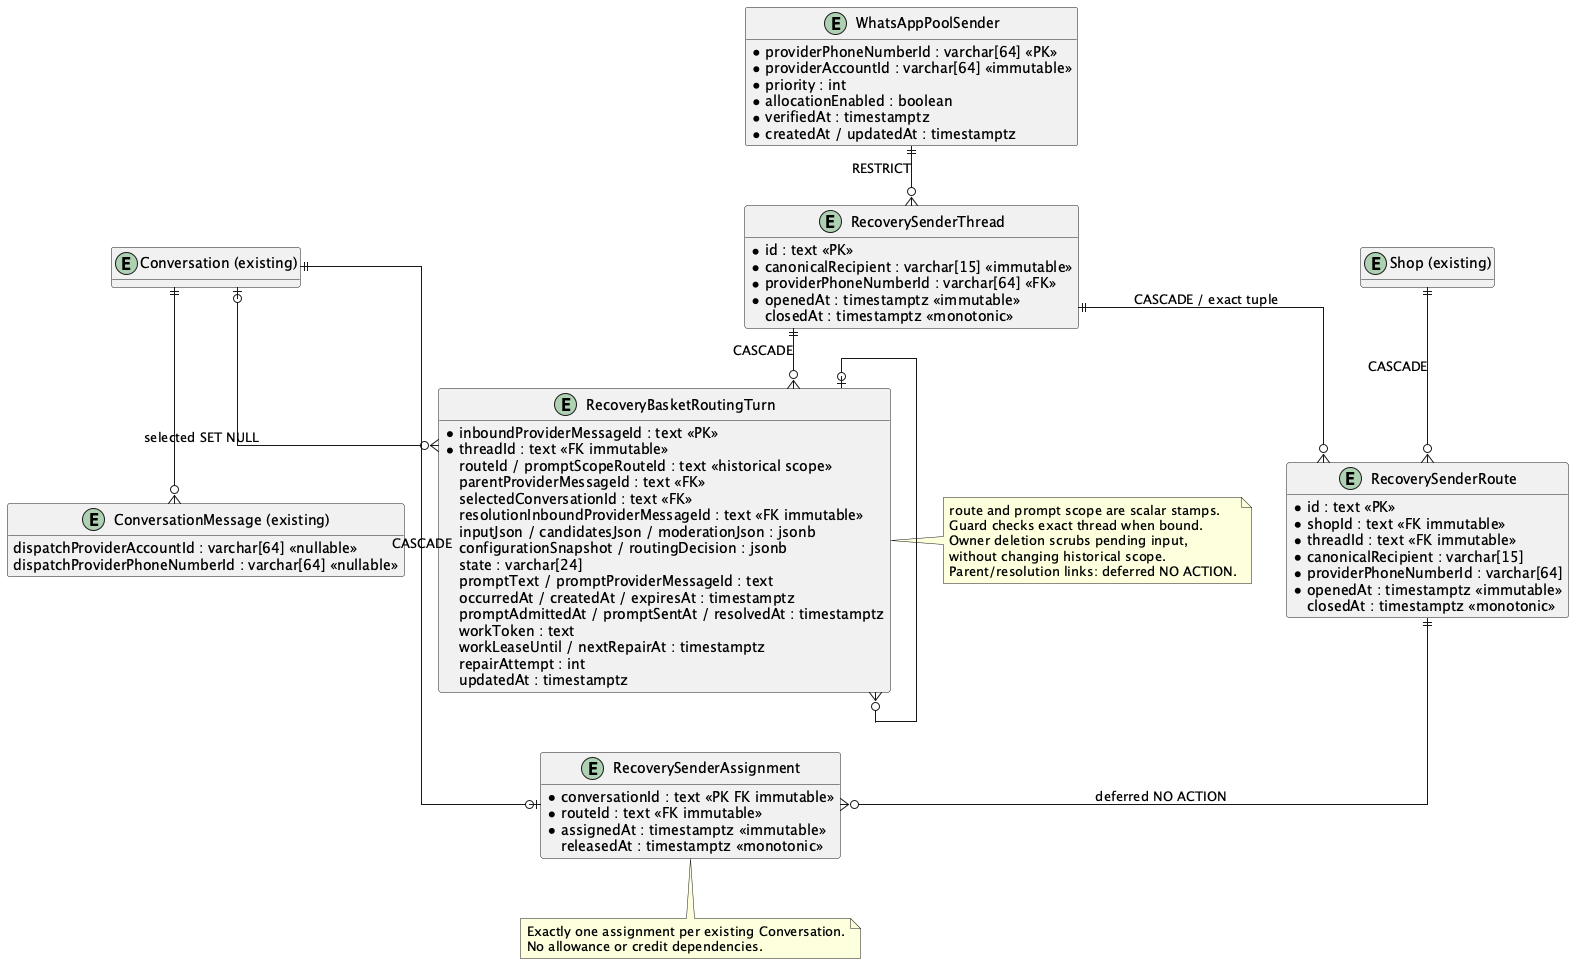 E WhatsAppPoolSender
providerPhoneNumberId : varchar[64] «PK»
providerAccountId : varchar[64] «immutable»
priority : int
allocationEnabled : boolean
verifiedAt : timestamptz
createdAt / updatedAt : timestamptz
RESTRICT
E RecoverySenderThread
id : text «PK»
canonicalRecipient : varchar[15] «immutable»
providerPhoneNumberId : varchar[64] «FK»
openedAt : timestamptz «immutable»
closedAt : timestamptz «monotonic»
E Conversation (existing)
E Shop (existing)
CASCADE / exact tuple
CASCADE
CASCADE
selected SET NULL
E RecoveryBasketRoutingTurn
inboundProviderMessageId : text «PK»
threadId : text «FK immutable»
routeId / promptScopeRouteId : text «historical scope»
parentProviderMessageId : text «FK»
selectedConversationId : text «FK»
resolutionInboundProviderMessageId : text «FK immutable»
inputJson / candidatesJson / moderationJson : jsonb
configurationSnapshot / routingDecision : jsonb
state : varchar[24]
promptText / promptProviderMessageId : text
occurredAt / createdAt / expiresAt : timestamptz
promptAdmittedAt / promptSentAt / resolvedAt : timestamptz
workToken : text
workLeaseUntil / nextRepairAt : timestamptz
repairAttempt : int
updatedAt : timestamptz
E ConversationMessage (existing)
dispatchProviderAccountId : varchar[64] «nullable»
dispatchProviderPhoneNumberId : varchar[64] «nullable»
CASCADE
route and prompt scope are scalar stamps.
Guard checks exact thread when bound.
Owner deletion scrubs pending input,
without changing historical scope.
Parent/resolution links: deferred NO ACTION.
E RecoverySenderRoute
id : text «PK»
shopId : text «FK immutable»
threadId : text «FK immutable»
canonicalRecipient : varchar[15]
providerPhoneNumberId : varchar[64]
openedAt : timestamptz «immutable»
closedAt : timestamptz «monotonic»
E RecoverySenderAssignment
conversationId : text «PK FK immutable»
routeId : text «FK immutable»
assignedAt : timestamptz «immutable»
releasedAt : timestamptz «monotonic»
deferred NO ACTION
Exactly one assignment per existing Conversation.
No allowance or credit dependencies.